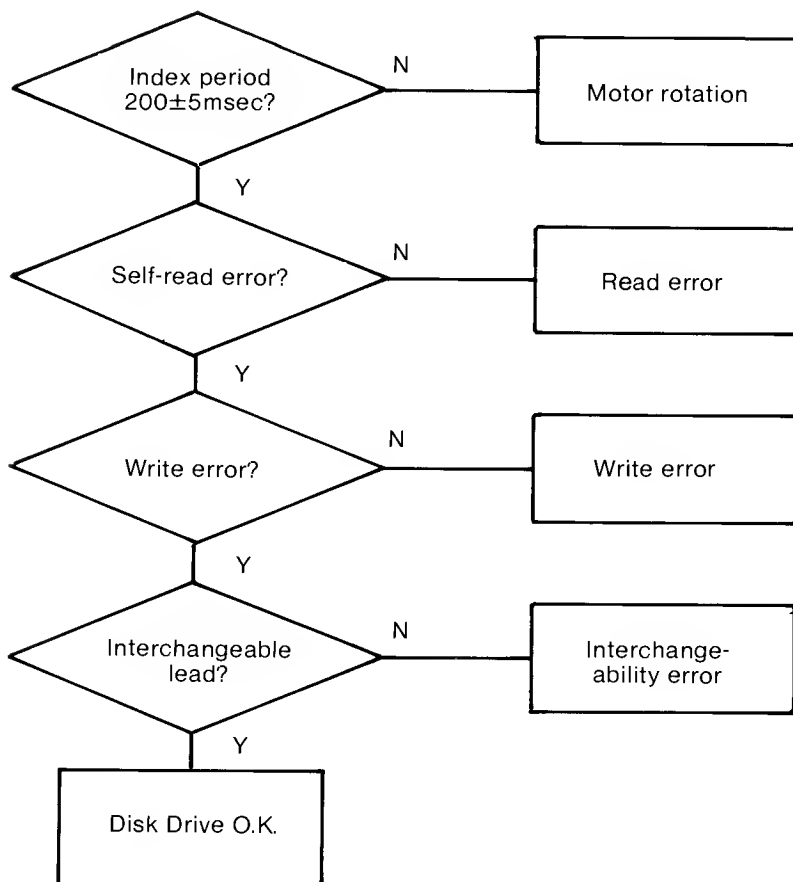 Index period
200±5msec?
N
Motor rotation
Y
Self-read error?
N
Read error
Y
Write error?
N
Write error
Y
Interchangeable
lead?
N
Interchange-
ability error
Y
Disk Drive O.K.